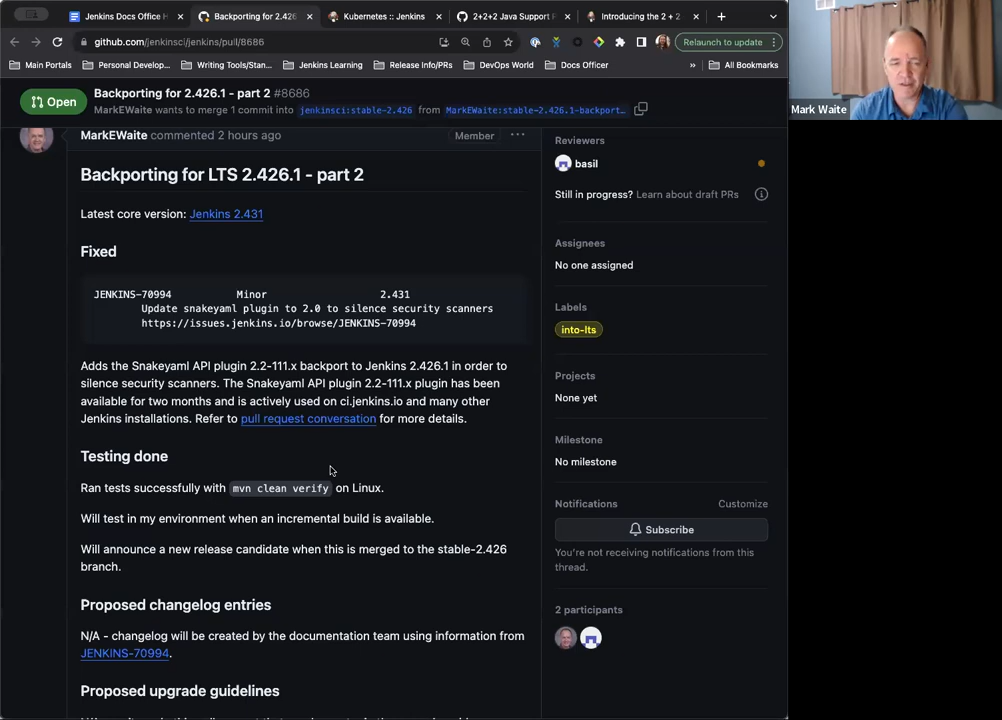 Jenkins Docs Office H
Backporting for 2.426
Kubernetes :: Jenkins
2+2+2 Java Support P
Introducing the 2 + 2
github.com/jenkinsci/jenkins/pull/8686
Relaunch to update
Main Portals
Personal Develop...
Writing Tools/Stan...
Jenkins Learning
Release Info/PRs
DevOps World
Docs Officer
»
All Bookmarks
Open
Backporting for 2.426.1 - part 2 #8686
MarkEWaite wants to merge 1 commit into jenkinsci:stable-2.426 from MarkEWaite:stable-2.426.1-backport…
MarkEWaite commented 2 hours ago
Member
Backporting for LTS 2.426.1 - part 2
Latest core version: Jenkins 2.431
Fixed
JENKINS-70994 Minor 2.431
Update snakeyaml plugin to 2.0 to silence security scanners
https://issues.jenkins.io/browse/JENKINS-70994
Adds the Snakeyaml API plugin 2.2-111.x backport to Jenkins 2.426.1 in order to
silence security scanners. The Snakeyaml API plugin 2.2-111.x plugin has been
available for two months and is actively used on ci.jenkins.io and many other
Jenkins installations. Refer to pull request conversation for more details.
Testing done
Ran tests successfully with mvn clean verify on Linux.
Will test in my environment when an incremental build is available.
Will announce a new release candidate when this is merged to the stable-2.426
branch.
Proposed changelog entries
N/A - changelog will be created by the documentation team using information from
JENKINS-70994.
Proposed upgrade guidelines
Reviewers
basil
Still in progress? Learn about draft PRs
Assignees
No one assigned
Labels
into-lts
Projects
None yet
Milestone
No milestone
Notifications
Customize
Subscribe
You're not receiving notifications from this
thread.
2 participants
Mark Waite